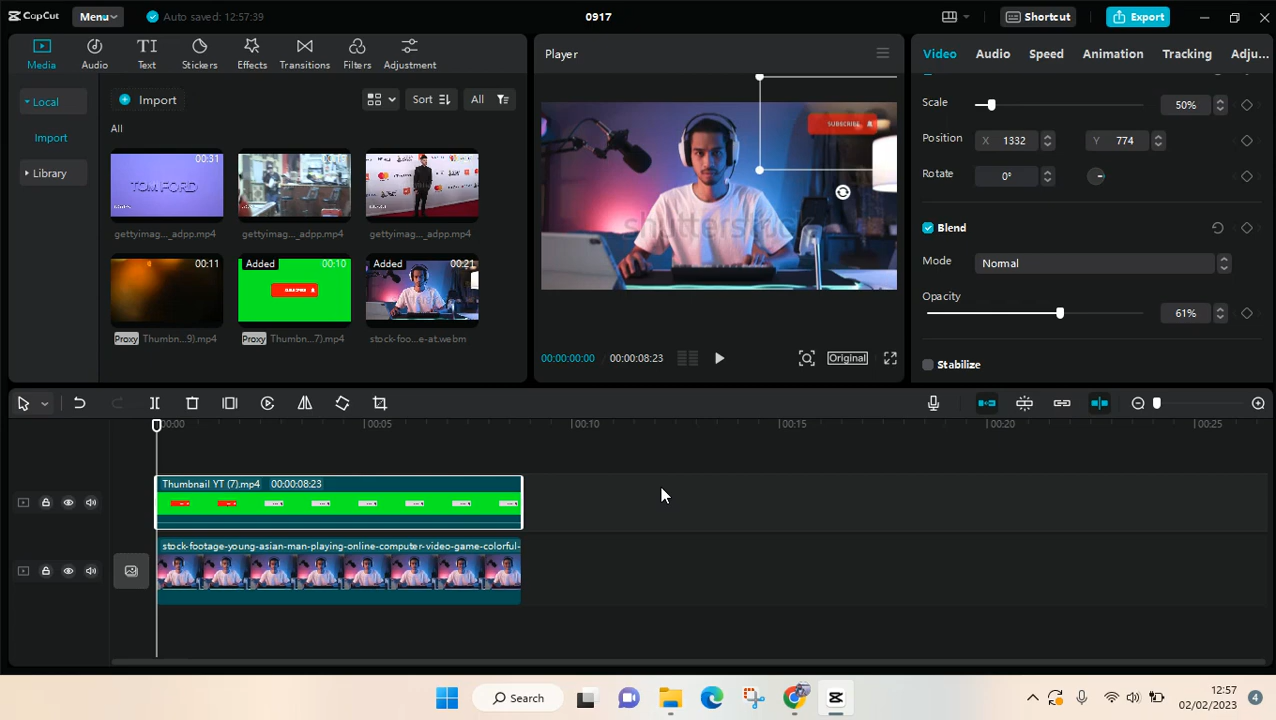 CapCut
Menu
Auto saved: 12:57:39
0917
Shortcut
Export
Media
Audio
Text
Stickers
Effects
Transitions
Filters
Adjustment
Local
Import
Library
Import
Sort
All
All
00:31
TOM FORD
gettyimag..._adpp.mp4
gettyimag..._adpp.mp4
gettyimag..._adpp.mp4
00:11
Added
00:10
Added
00:21
Proxy
Thumbn...9).mp4
Proxy
Thumbn...7).mp4
stock-foo...e-at.webm
Player
SUBSCRIBE
shutterstock
00:00:00:00
00:00:08:23
Original
Video
Audio
Speed
Animation
Tracking
Adju...
Scale
50%
Position
X 1332
Y 774
Rotate
0°
Blend
Mode
Normal
Opacity
61%
Stabilize
00:00
00:05
00:10
00:15
00:20
00:25
Thumbnail YT (7).mp4 00:00:08:23
stock-footage-young-asian-man-playing-online-computer-video-game-colorful-
Search
12:57
02/02/2023
4